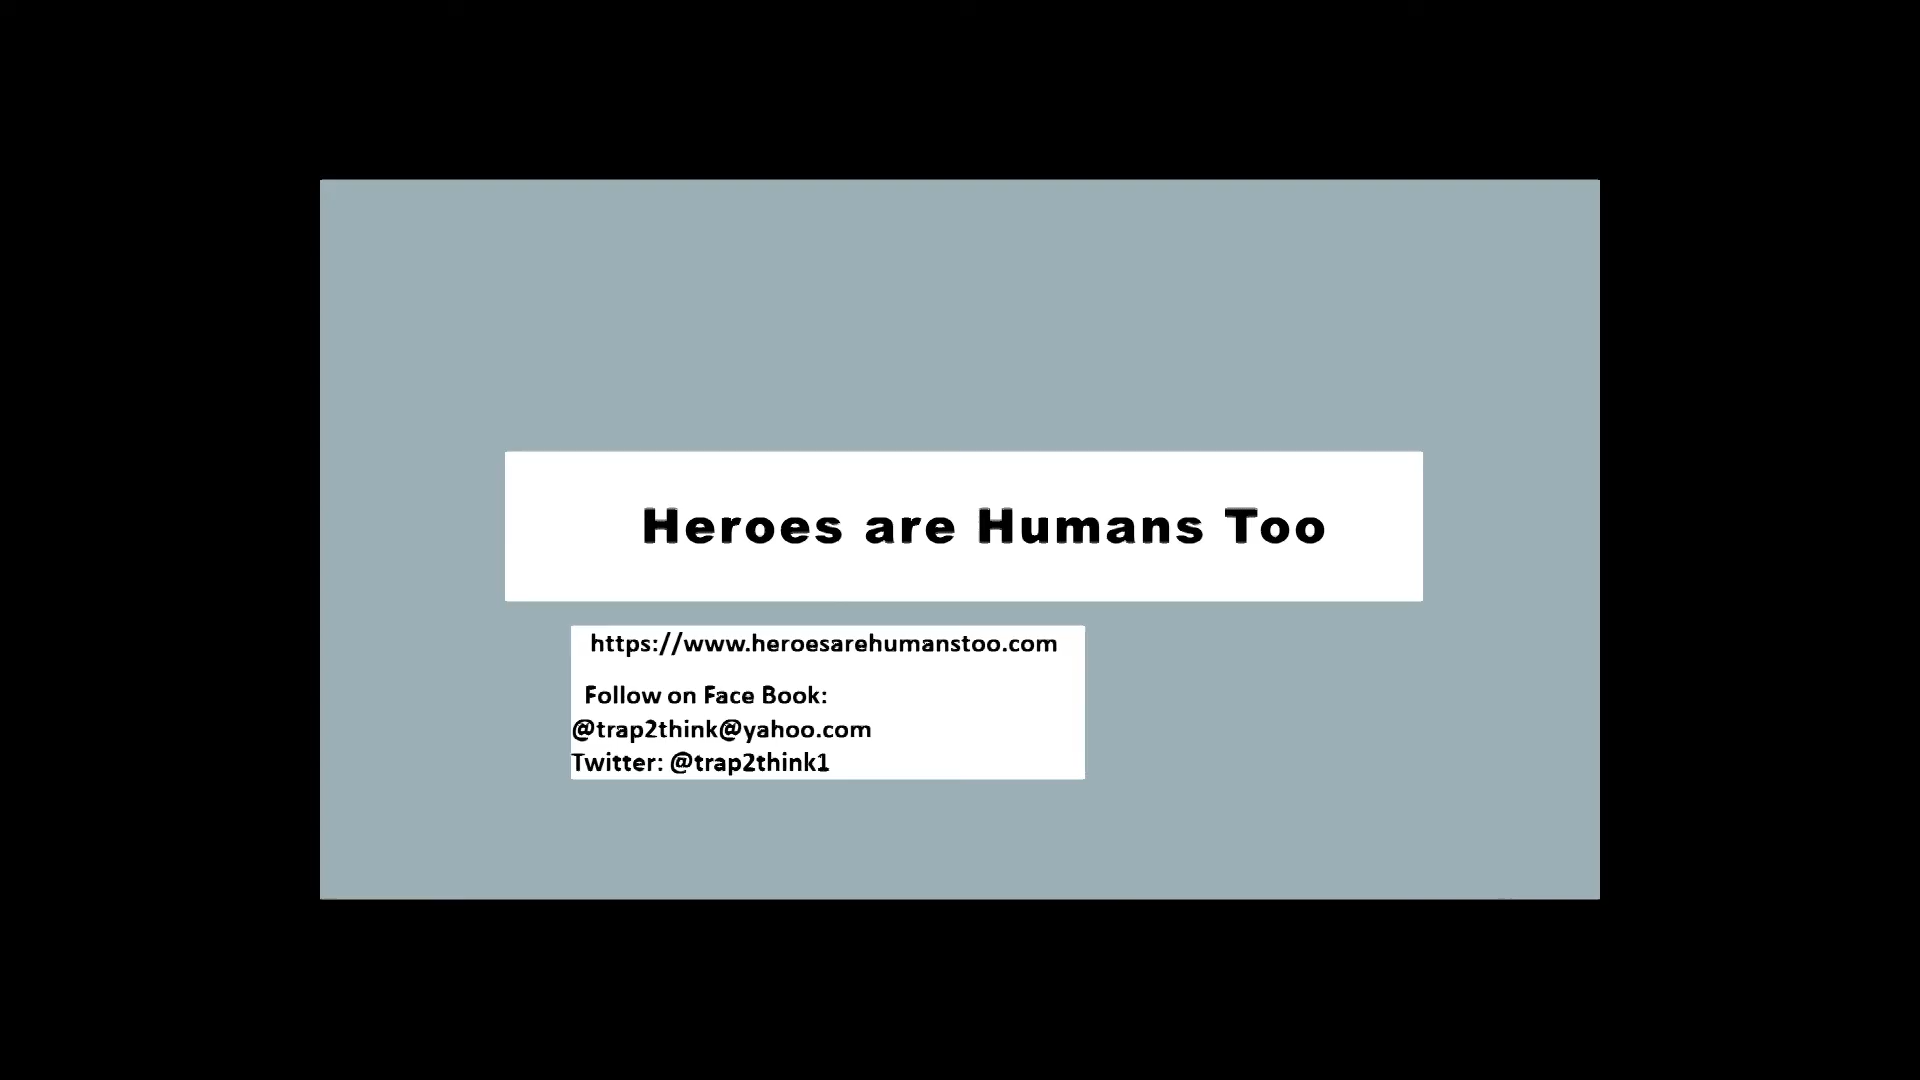 Heroes are Humans Too
https://www.heroesarehumanstoo.com
Follow on Face Book:
@trap2think@yahoo.com
Twitter: @trap2think1